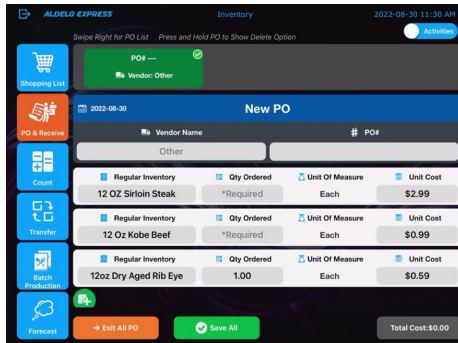 ALDELO EXPRESS
Inventory
2022-08-30 11:30 AM
Swipe Right for PO List Press and Hold PO to Show Delete Option
Activities
Shopping List
PO# ---
Vendor: Other
PO & Receive
2022-08-30
New PO
Vendor Name
# PO#
Other
Count
Regular Inventory Qty Ordered Unit Of Measure Unit Cost
12 OZ Sirloin Steak *Required Each $2.99
Transfer
Regular Inventory Qty Ordered Unit Of Measure Unit Cost
12 Oz Kobe Beef *Required Each $0.99
Batch Production
Regular Inventory Qty Ordered Unit Of Measure Unit Cost
12oz Dry Aged Rib Eye 1.00 Each $0.59
Forecast
Exit All PO
Save All
Total Cost:$0.00